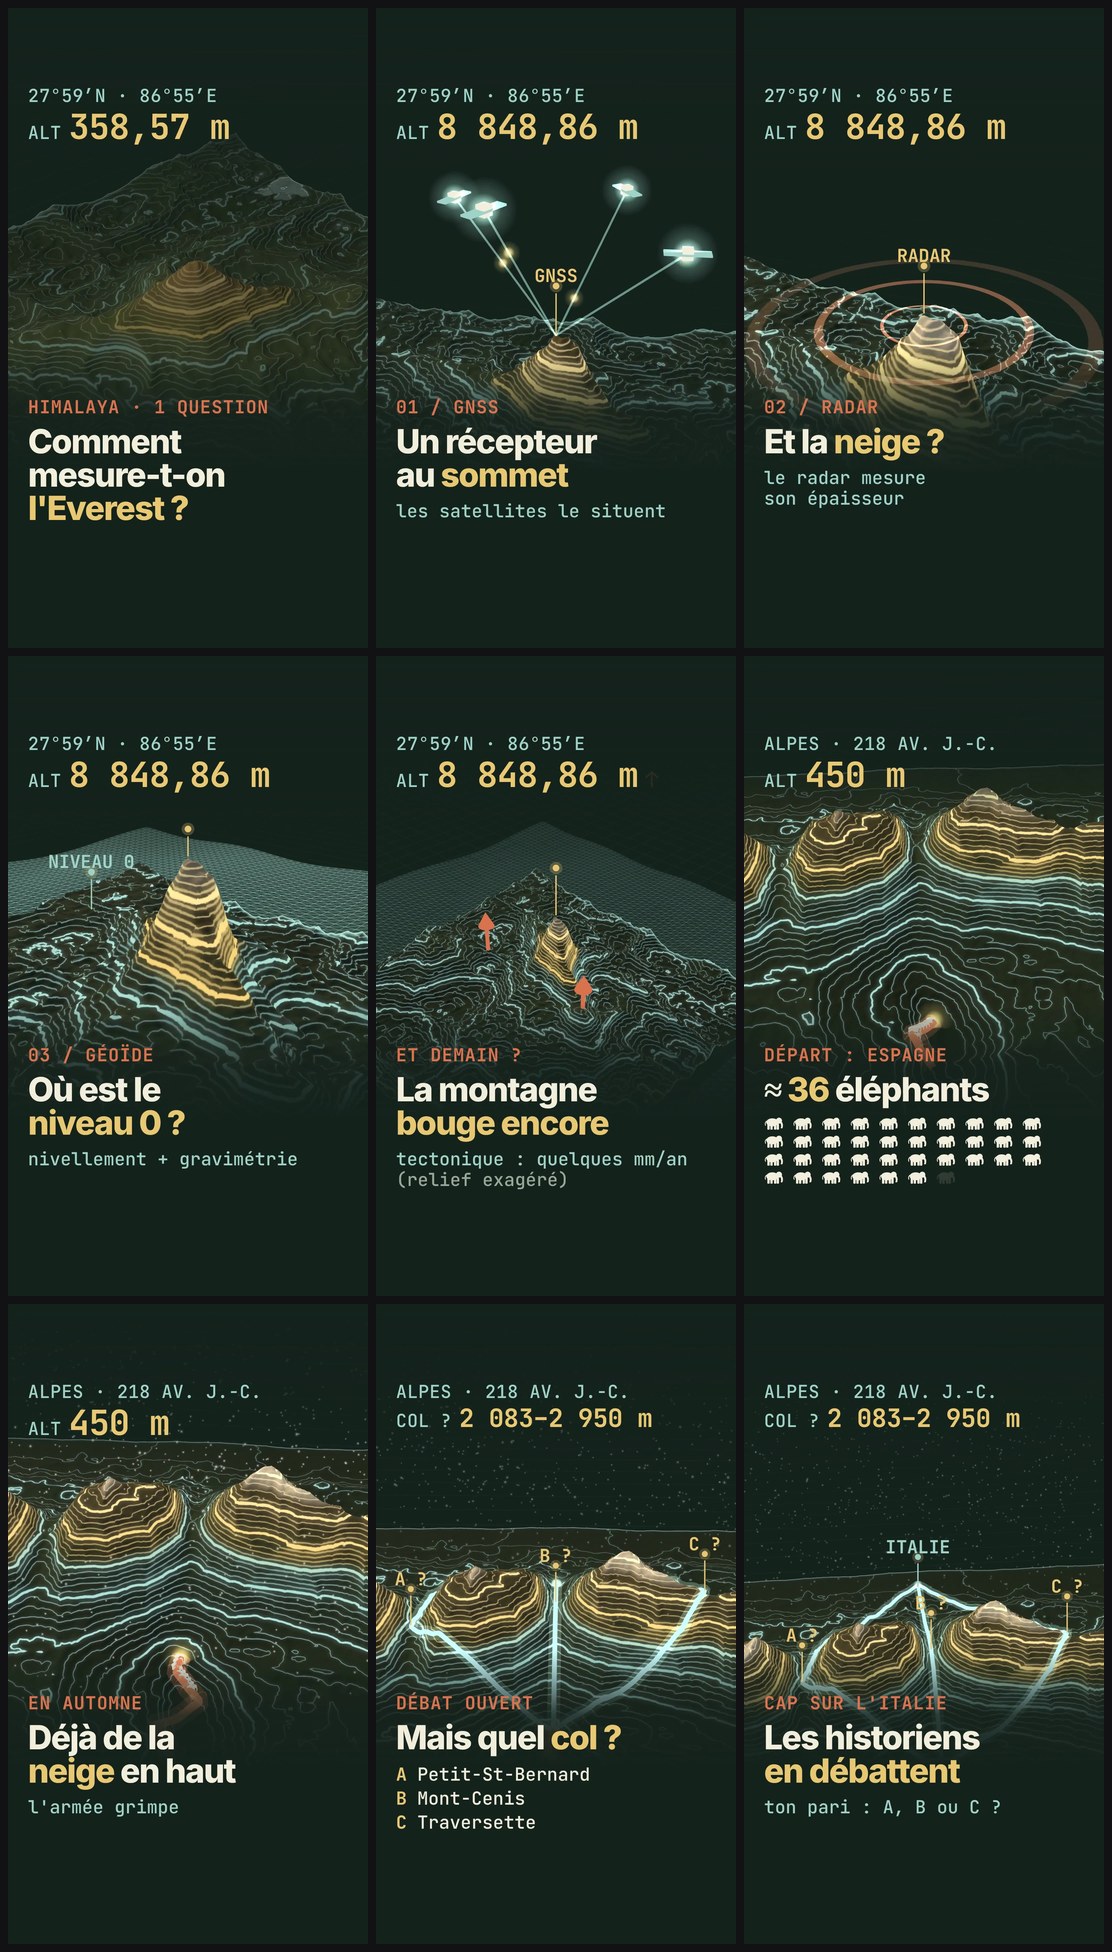 27°59′N · 86°55′E
ALT 358,57 m
HIMALAYA · 1 QUESTION
Comment
mesure-t-on
l'Everest ?
27°59′N · 86°55′E
ALT 8 848,86 m
GNSS
01 / GNSS
Un récepteur
au sommet
les satellites le situent
27°59′N · 86°55′E
ALT 8 848,86 m
RADAR
02 / RADAR
Et la neige ?
le radar mesure
son épaisseur
27°59′N · 86°55′E
ALT 8 848,86 m
NIVEAU 0
03 / GÉOÏDE
Où est le
niveau 0 ?
nivellement + gravimétrie
27°59′N · 86°55′E
ALT 8 848,86 m ↑
ET DEMAIN ?
La montagne
bouge encore
tectonique : quelques mm/an
(relief exagéré)
ALPES · 218 AV. J.-C.
ALT 450 m
DÉPART : ESPAGNE
≈ 36 éléphants
ALPES · 218 AV. J.-C.
ALT 450 m
EN AUTOMNE
Déjà de la
neige en haut
l'armée grimpe
ALPES · 218 AV. J.-C.
COL ? 2 083–2 950 m
A ?
B ?
C ?
DÉBAT OUVERT
Mais quel col ?
A Petit-St-Bernard
B Mont-Cenis
C Traversette
ALPES · 218 AV. J.-C.
COL ? 2 083–2 950 m
ITALIE
A ?
B ?
C ?
CAP SUR L'ITALIE
Les historiens
en débattent
ton pari : A, B ou C ?